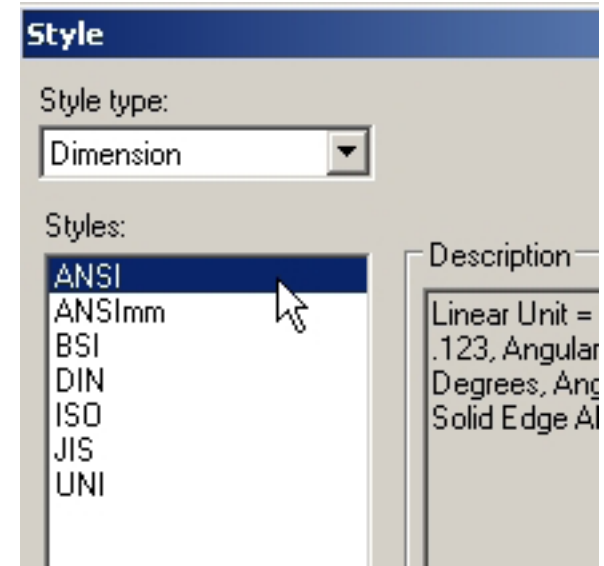 Style
Style type:
Dimension
Styles:
ANSI
ANSImm
BSI
DIN
ISO
JIS
UNI
Description
Linear Unit =
.123, Angular
Degrees,
Solid Edge